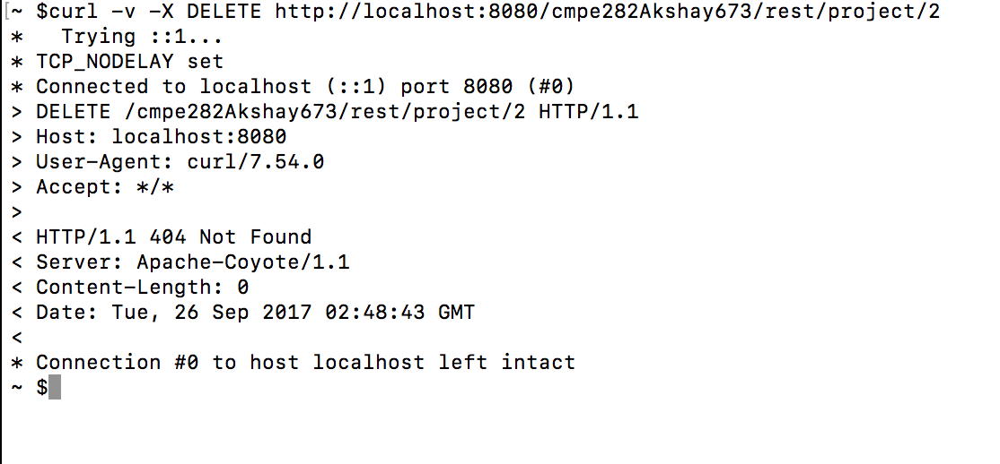 [~ $curl -v -X DELETE http://localhost:8080/cmpe282Akshay673/rest/project/2
*   Trying ::1...
* TCP_NODELAY set
* Connected to localhost (::1) port 8080 (#0)
> DELETE /cmpe282Akshay673/rest/project/2 HTTP/1.1
> Host: localhost:8080
> User-Agent: curl/7.54.0
> Accept: */*
>
< HTTP/1.1 404 Not Found
< Server: Apache-Coyote/1.1
< Content-Length: 0
< Date: Tue, 26 Sep 2017 02:48:43 GMT
<
* Connection #0 to host localhost left intact
~ $